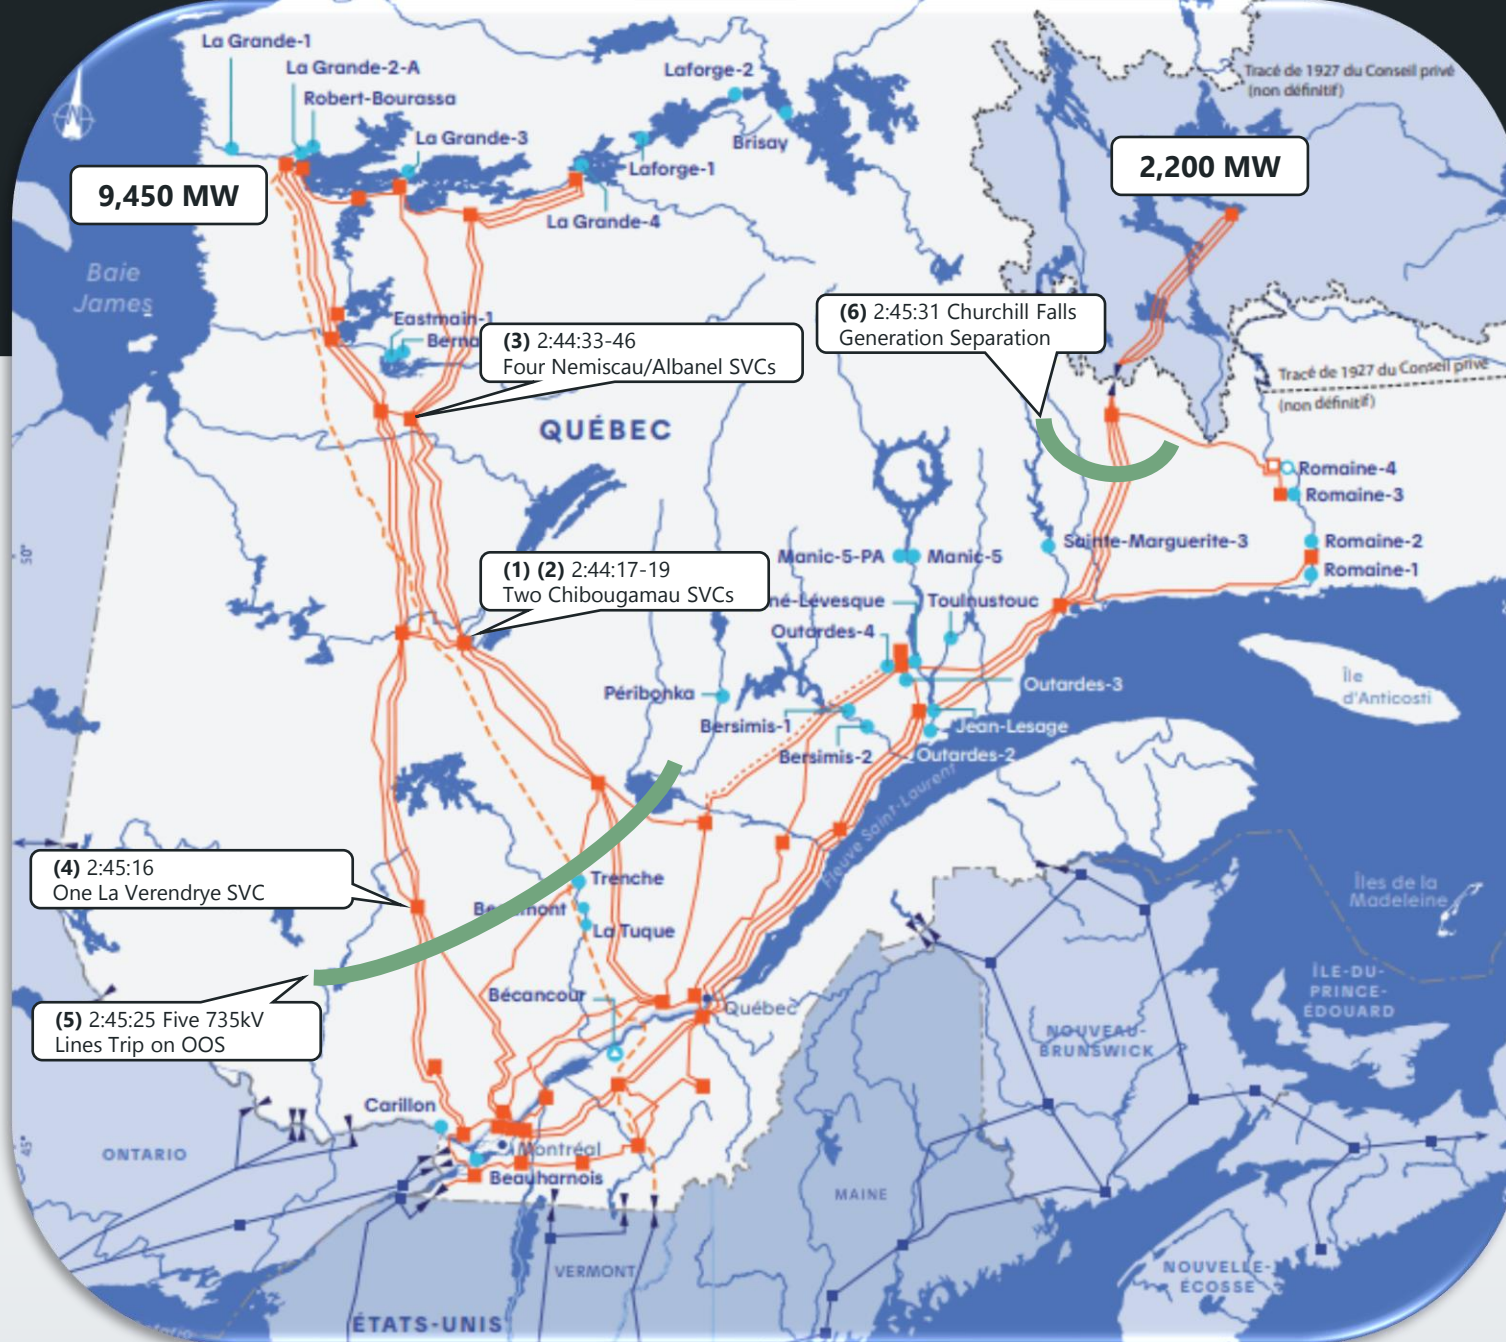 La Grande-1
La Grande-2-A
Robert-Bourassa
La Grande-3
Laforge-2
Brisay
Laforge-1
La Grande-4
Tracé de 1927 du Conseil privé
(non définitif)
9,450 MW
2,200 MW
Baie
James
Eastmain-1
(3) 2:44:33-46
Four Nemiscau/Albanel SVCs
(6) 2:45:31 Churchill Falls
Generation Separation
Tracé de 1927 du Conseil privé
(non définitif)
QUÉBEC
Romaine-4
Romaine-3
Romaine-2
Romaine-1
50°
Sainte-Marguerite-3
Manic-5-PA
Manic-5
(1) (2) 2:44:17-19
Two Chibougamau SVCs
né-Lévesque
Toulnustouc
Outardes-4
Outardes-3
Péribonka
Bersimis-1
Jean-Lesage
Bersimis-2
Outardes-2
Île
d'Anticosti
Fleuve Saint-Laurent
(4) 2:45:16
One La Verendrye SVC
Trenche
La Tuque
Îles de la
Madeleine
(5) 2:45:25 Five 735kV
Lines Trip on OOS
Bécancour
Québec
ÎLE-DU-
PRINCE-
ÉDOUARD
NOUVEAU-
BRUNSWICK
Carillon
45°
ONTARIO
Montréal
Beauharnois
MAINE
VERMONT
NOUVELLE-
ÉCOSSE
ÉTATS-UNIS